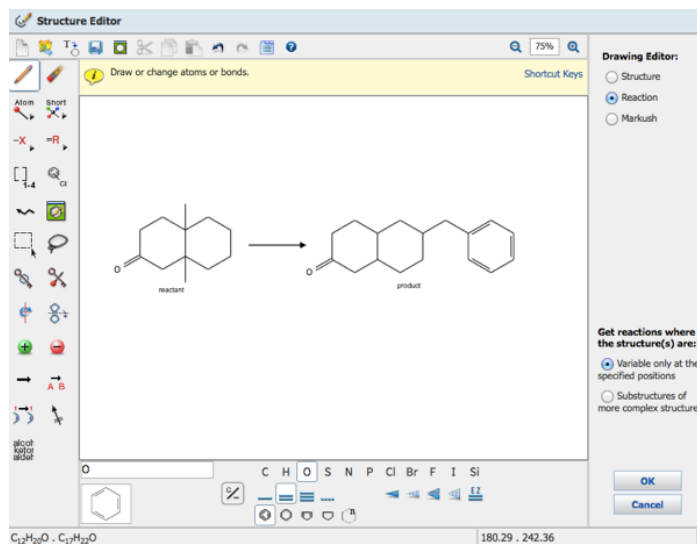 Structure Editor
75%
Draw or change atoms or bonds.
Shortcut Keys
Drawing Editor:
Structure
Reaction
Markush
Atom
Short
-X
=R
[ ] 1-4
Cl
A B
alcoh
ketor
aldeh
O
reactant
O
product
Get reactions where
the structure(s) are:
Variable only at the
specified positions
Substructures of
more complex structure
O
C H O S N P Cl Br F I Si
EZ
n
OK
Cancel
C₁₂H₂₀O . C₁₇H₂₂O
180.29 . 242.36